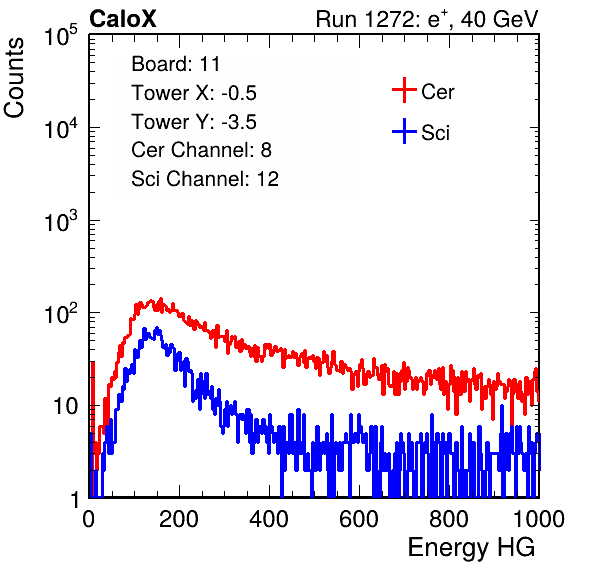 CaloX Run 1272: e⁺, 40 GeV
Counts
10⁵
10⁴
10³
10²
10
1
Board: 11
Tower X: -0.5
Tower Y: -3.5
Cer Channel: 8
Sci Channel: 12
Cer
Sci
0 200 400 600 800 1000
Energy HG